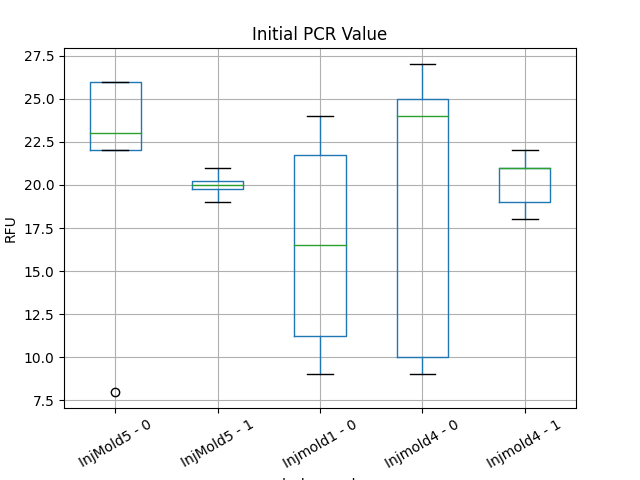 Initial PCR Value
27.5
25.0
22.5
20.0
17.5
15.0
12.5
10.0
7.5
RFU
InjMold5 - 0
InjMold5 - 1
Injmold1 - 0
Injmold4 - 0
Injmold4 - 1